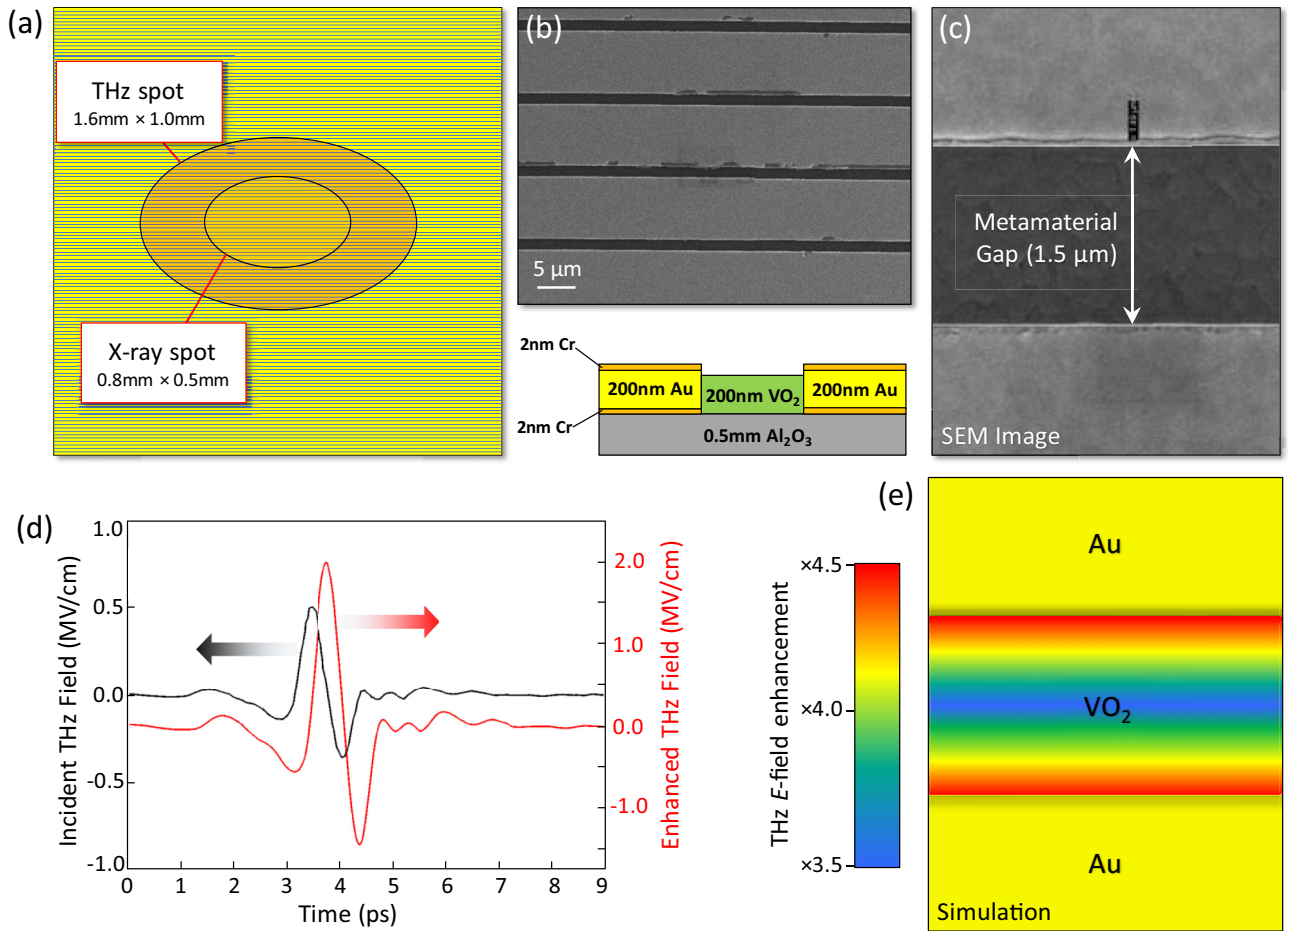 (a)
THz spot
1.6mm × 1.0mm
X-ray spot
0.8mm × 0.5mm
(b)
5 µm
2nm Cr
200nm Au
200nm VO₂
200nm Au
2nm Cr
0.5mm Al₂O₃
(c)
Metamaterial
Gap (1.5 µm)
SEM Image
(d)
Incident THz Field (MV/cm)
1.0
0.5
0.0
-0.5
-1.0
0 1 2 3 4 5 6 7 8 9
Time (ps)
2.0
1.0
0.0
-1.0
Enhanced THz Field (MV/cm)
(e)
THz E-field enhancement
×4.5
×4.0
×3.5
Au
VO₂
Au
Simulation